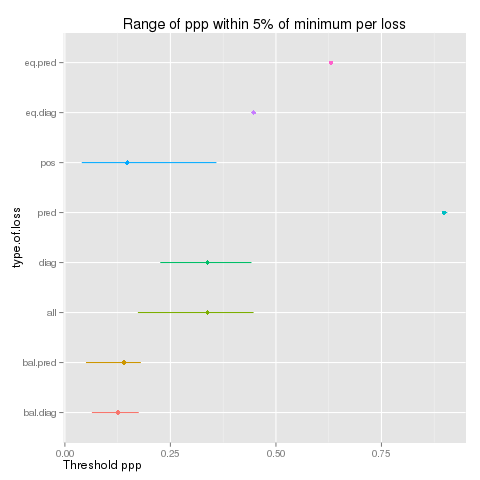 Range of ppp within 5% of minimum per loss
type.of.loss
eq.pred
eq.diag
pos
pred
diag
all
bal.pred
bal.diag
0.00 0.25 0.50 0.75
Threshold ppp